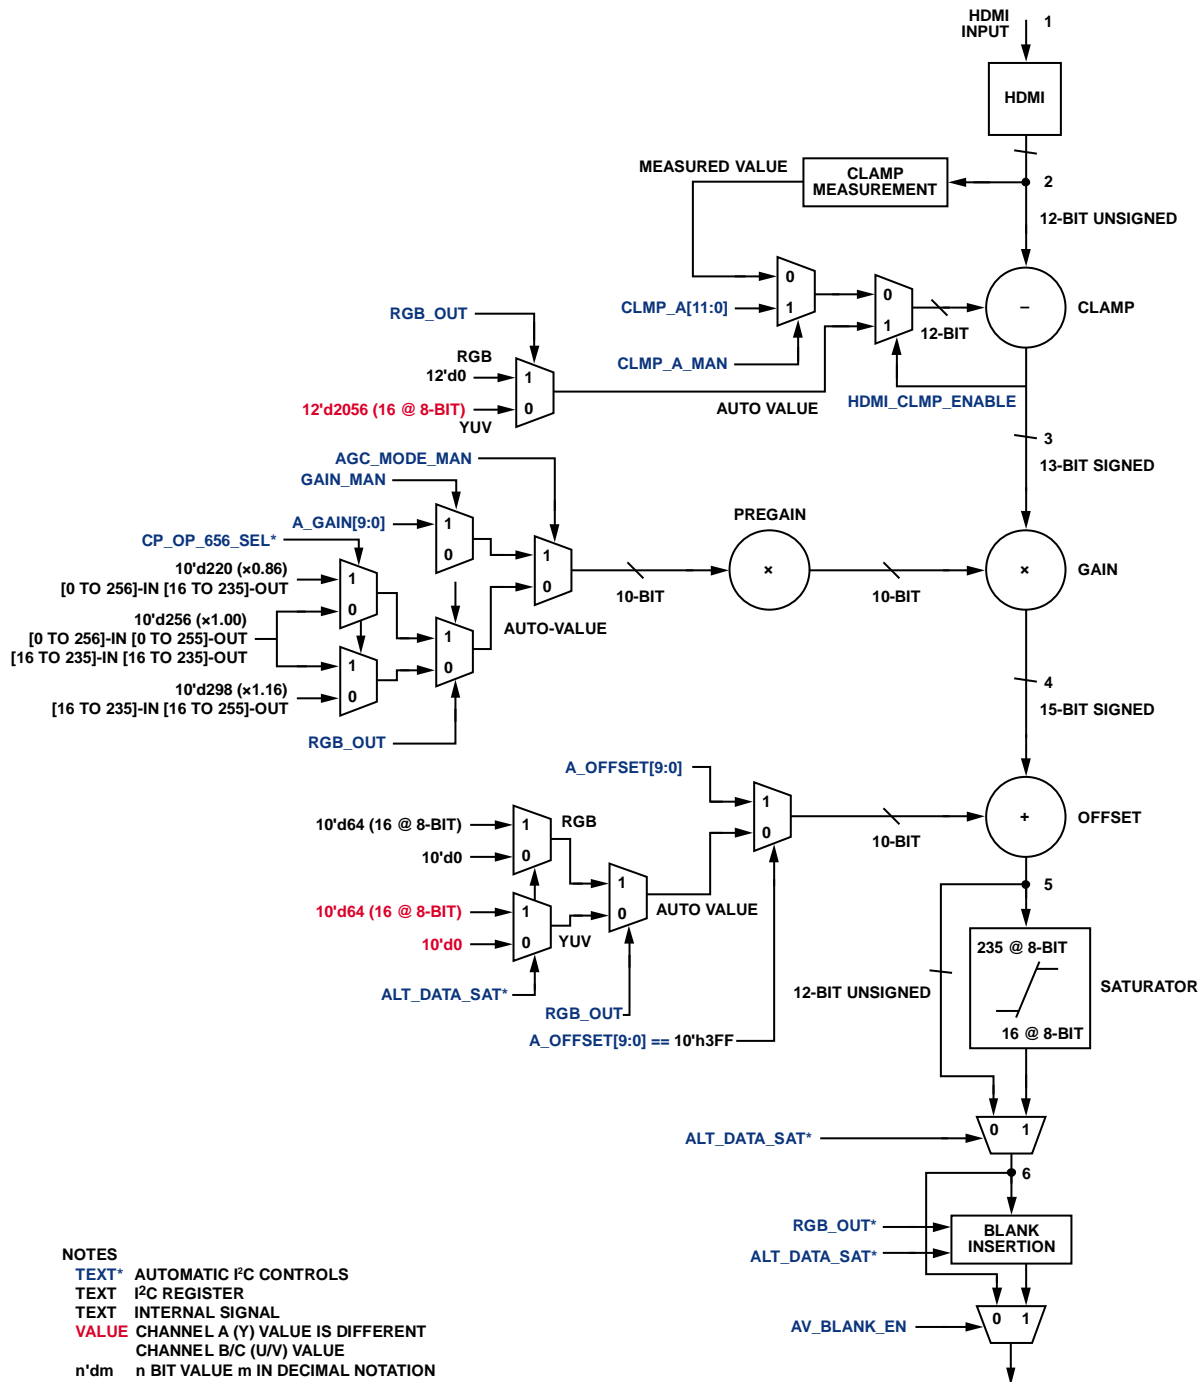 HDMI
INPUT
1
HDMI
MEASURED VALUE
CLAMP
MEASUREMENT
2
12-BIT UNSIGNED
0
1
CLMP_A[11:0]
0
1
12-BIT
–
CLAMP
RGB_OUT
CLMP_A_MAN
RGB
12'd0
1
12'd2056 (16 @ 8-BIT)
0
YUV
AUTO VALUE
HDMI_CLMP_ENABLE
3
13-BIT SIGNED
AGC_MODE_MAN
GAIN_MAN
A_GAIN[9:0]
1
0
PREGAIN
CP_OP_656_SEL*
10'd220 (×0.86)
[0 TO 256]-IN [16 TO 235]-OUT
1
0
1
0
10-BIT
×
10-BIT
×
GAIN
10'd256 (×1.00)
[0 TO 256]-IN [0 TO 255]-OUT
[16 TO 235]-IN [16 TO 235]-OUT
1
0
AUTO-VALUE
1
0
10'd298 (×1.16)
[16 TO 235]-IN [16 TO 255]-OUT
4
15-BIT SIGNED
RGB_OUT
A_OFFSET[9:0]
1
0
10-BIT
+
OFFSET
10'd64 (16 @ 8-BIT)
1
RGB
10'd0
0
1
0
AUTO VALUE
10'd64 (16 @ 8-BIT)
1
10'd0
0
YUV
5
ALT_DATA_SAT*
RGB_OUT
A_OFFSET[9:0] == 10'h3FF
12-BIT UNSIGNED
235 @ 8-BIT
16 @ 8-BIT
SATURATOR
0 1
ALT_DATA_SAT*
6
RGB_OUT*
ALT_DATA_SAT*
BLANK
INSERTION
0 1
AV_BLANK_EN
NOTES
TEXT* AUTOMATIC I²C CONTROLS
TEXT I²C REGISTER
TEXT INTERNAL SIGNAL
VALUE CHANNEL A (Y) VALUE IS DIFFERENT
CHANNEL B/C (U/V) VALUE
n'dm n BIT VALUE m IN DECIMAL NOTATION